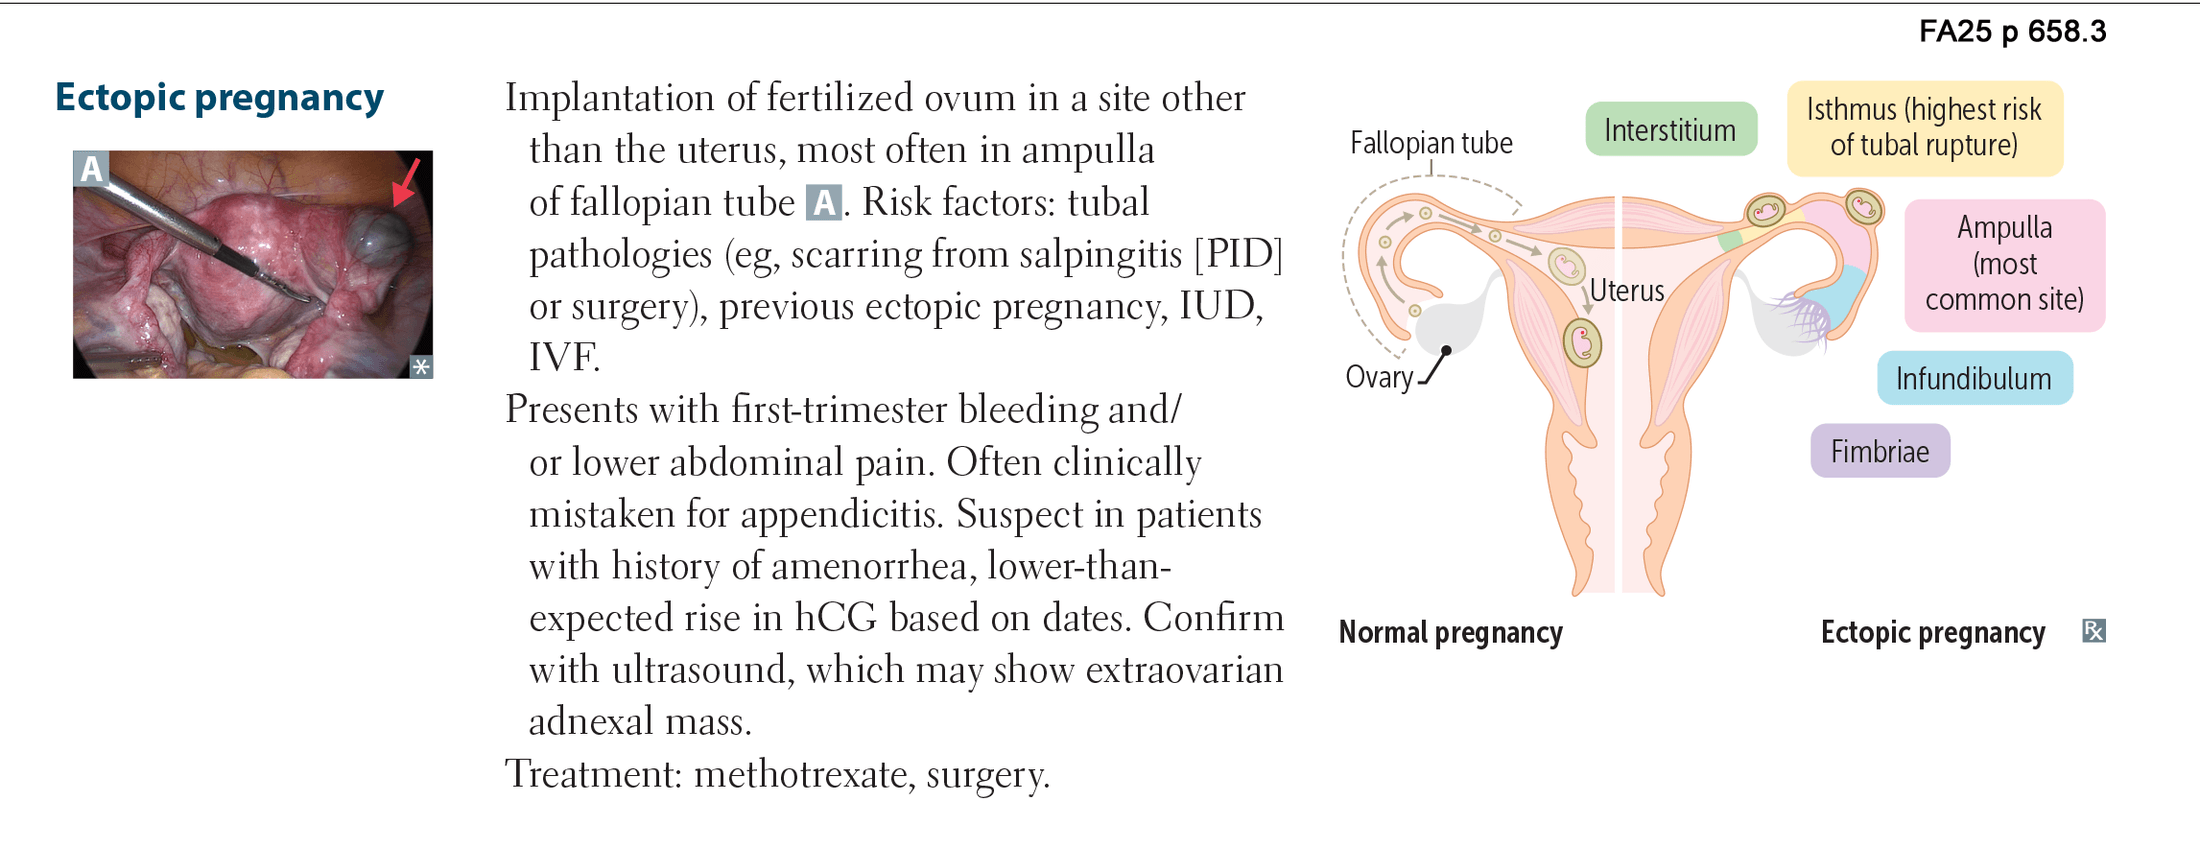 FA25 p 658.3
Ectopic pregnancy
A
*
Implantation of fertilized ovum in a site other
than the uterus, most often in ampulla
of fallopian tube A. Risk factors: tubal
pathologies (eg, scarring from salpingitis [PID]
or surgery), previous ectopic pregnancy, IUD,
IVF.
Presents with first-trimester bleeding and/
or lower abdominal pain. Often clinically
mistaken for appendicitis. Suspect in patients
with history of amenorrhea, lower-than-
expected rise in hCG based on dates. Confirm
with ultrasound, which may show extraovarian
adnexal mass.
Treatment: methotrexate, surgery.
Fallopian tube
Interstitium
Isthmus (highest risk
of tubal rupture)
Ampulla
(most
common site)
Uterus
Ovary
Infundibulum
Fimbriae
Normal pregnancy
Ectopic pregnancy
Rx